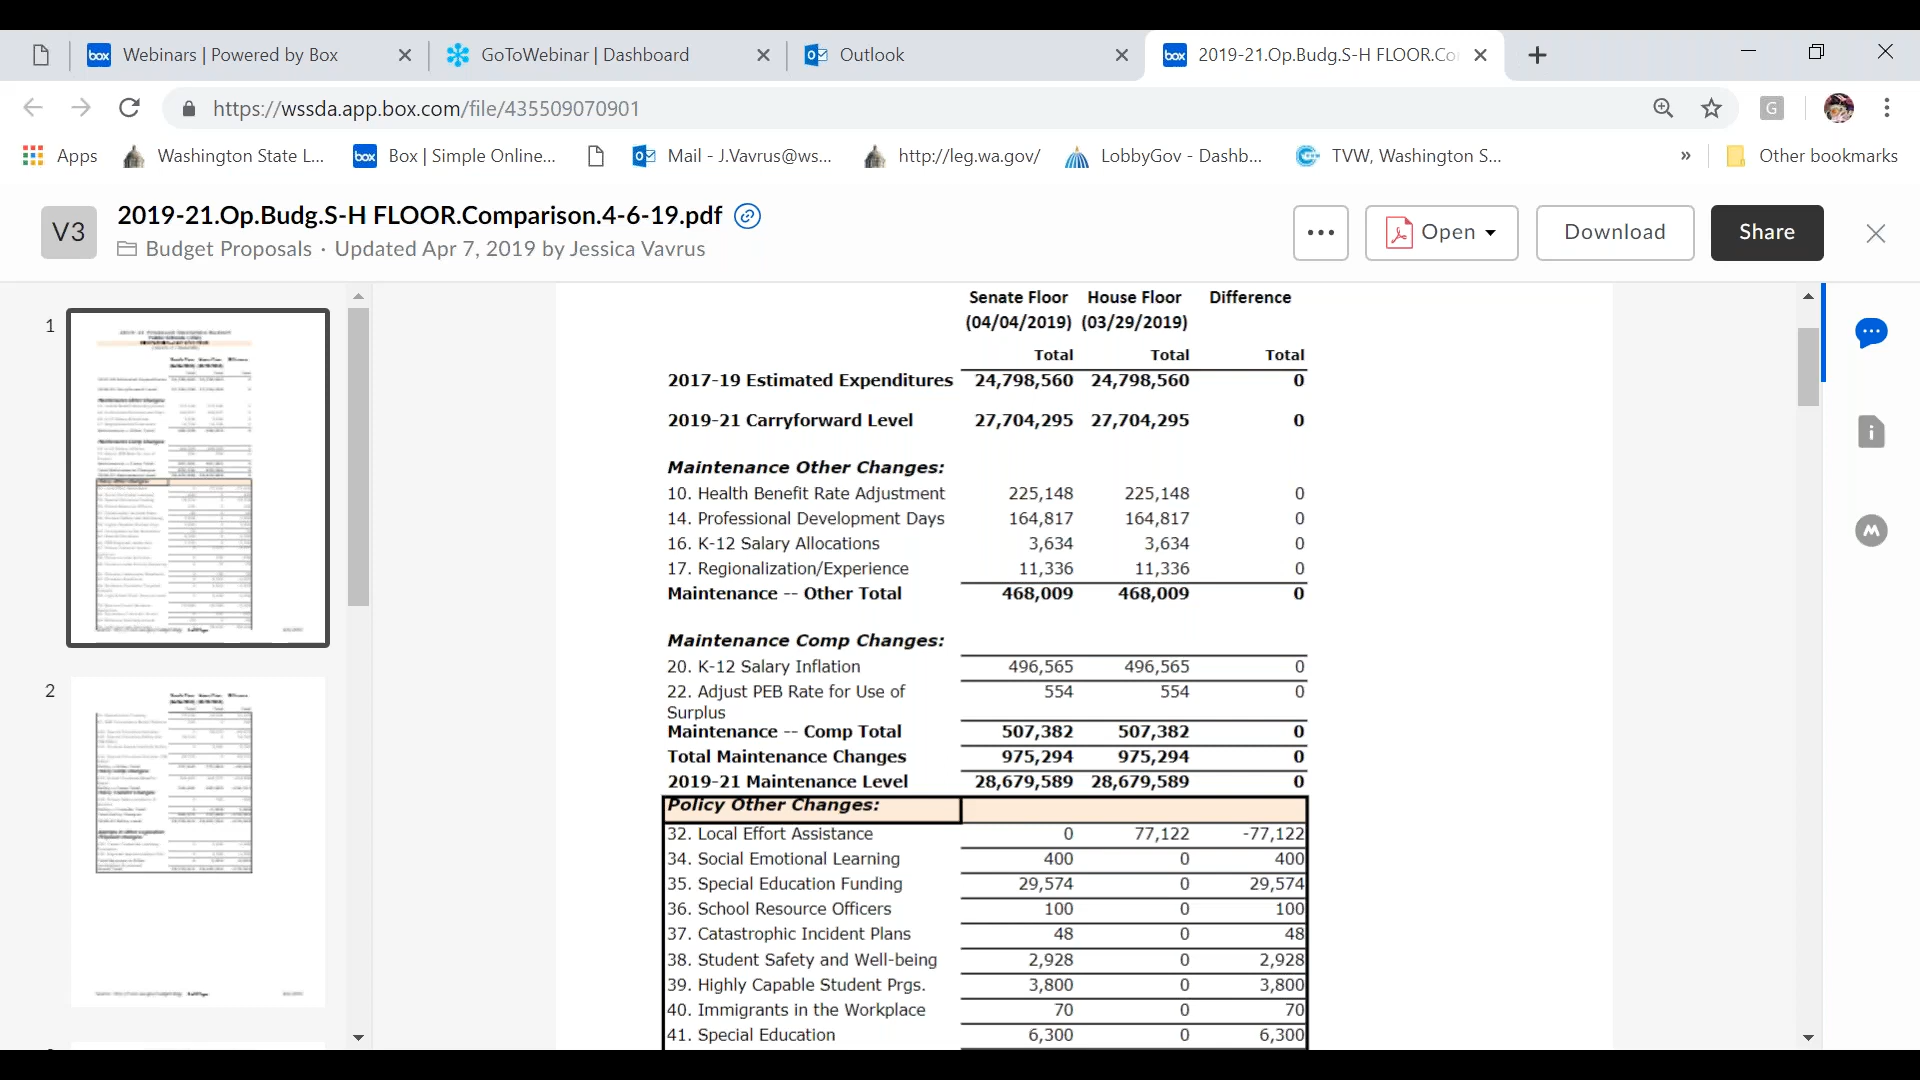 box Webinars | Powered by Box GoToWebinar | Dashboard Outlook box 2019-21.Op.Budg.S-H FLOOR.Co
https://wssda.app.box.com/file/435509070901 G
Apps Washington State L... box Box | Simple Online... Mail - J.Vavrus@ws... http://leg.wa.gov/ LobbyGov - Dashb... TVW, Washington S... » Other bookmarks
V3 2019-21.Op.Budg.S-H FLOOR.Comparison.4-6-19.pdf
Budget Proposals · Updated Apr 7, 2019 by Jessica Vavrus
Open Download Share
1
2
Senate Floor House Floor Difference
(04/04/2019) (03/29/2019)
Total Total Total
2017-19 Estimated Expenditures 24,798,560 24,798,560 0
2019-21 Carryforward Level 27,704,295 27,704,295 0
Maintenance Other Changes:
10. Health Benefit Rate Adjustment 225,148 225,148 0
14. Professional Development Days 164,817 164,817 0
16. K-12 Salary Allocations 3,634 3,634 0
17. Regionalization/Experience 11,336 11,336 0
Maintenance -- Other Total 468,009 468,009 0
Maintenance Comp Changes:
20. K-12 Salary Inflation 496,565 496,565 0
22. Adjust PEB Rate for Use of 554 554 0
Surplus
Maintenance -- Comp Total 507,382 507,382 0
Total Maintenance Changes 975,294 975,294 0
2019-21 Maintenance Level 28,679,589 28,679,589 0
Policy Other Changes:
32. Local Effort Assistance 0 77,122 -77,122
34. Social Emotional Learning 400 0 400
35. Special Education Funding 29,574 0 29,574
36. School Resource Officers 100 0 100
37. Catastrophic Incident Plans 48 0 48
38. Student Safety and Well-being 2,928 0 2,928
39. Highly Capable Student Prgs. 3,800 0 3,800
40. Immigrants in the Workplace 70 0 70
41. Special Education 6,300 0 6,300